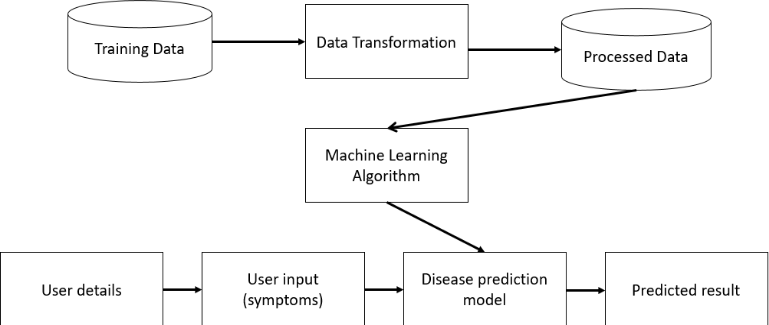 Training Data
Data Transformation
Processed Data
Machine Learning
Algorithm
User details
User input
(symptoms)
Disease prediction
model
Predicted result